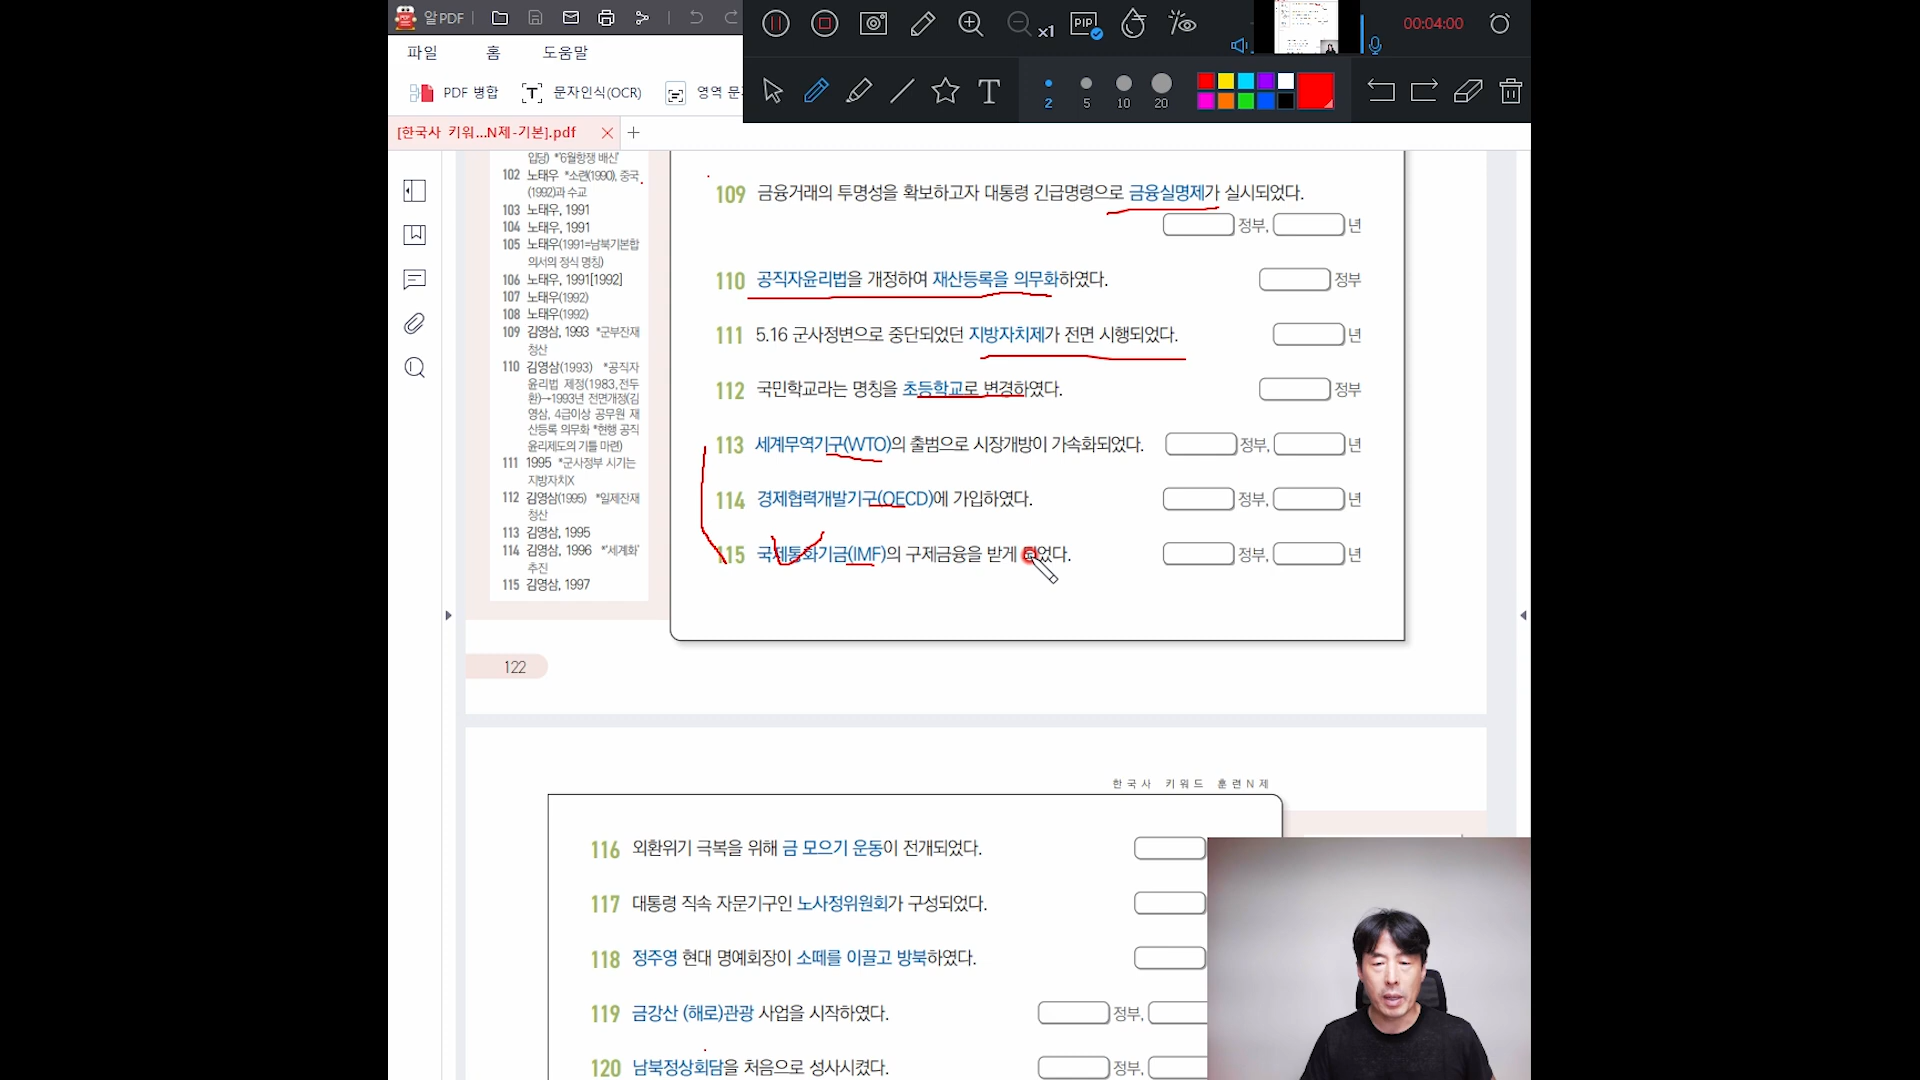 알PDF
x1
PIP
00:04:00
파일 홈 도움말
PDF 병합 문자인식(OCR) 영역 문
2 5 10 20
[한국사 키워...N제-기본].pdf
입당) *'6월항쟁 배신'
102 노태우 *소련(1990), 중국
(1992)과 수교
103 노태우, 1991
104 노태우, 1991
105 노태우(1991=남북기본합
의서의 정식 명칭)
106 노태우, 1991[1992]
107 노태우(1992)
108 노태우(1992)
109 김영삼, 1993 *군부잔재
청산
110 김영삼(1993) *공직자
윤리법 제정(1983,전두
환)→1993년 전면개정(김
영삼, 4급이상 공무원 재
산등록 의무화 *현행 공직
윤리제도의 기틀 마련)
111 1995 *군사정부 시기는
지방자치X
112 김영삼(1995) *일제잔재
청산
113 김영삼, 1995
114 김영삼, 1996 *'세계화'
추진
115 김영삼, 1997
109 금융거래의 투명성을 확보하고자 대통령 긴급명령으로 금융실명제가 실시되었다.
정부, 년
110 공직자윤리법을 개정하여 재산등록을 의무화하였다. 정부
111 5.16 군사정변으로 중단되었던 지방자치제가 전면 시행되었다. 년
112 국민학교라는 명칭을 초등학교로 변경하였다. 정부
113 세계무역기구(WTO)의 출범으로 시장개방이 가속화되었다. 정부, 년
114 경제협력개발기구(OECD)에 가입하였다. 정부, 년
115 국제통화기금(IMF)의 구제금융을 받게 되었다. 정부, 년
122
한국사 키워드 훈련N제
116 외환위기 극복을 위해 금 모으기 운동이 전개되었다.
117 대통령 직속 자문기구인 노사정위원회가 구성되었다.
118 정주영 현대 명예회장이 소떼를 이끌고 방북하였다.
119 금강산 (해로)관광 사업을 시작하였다. 정부,
120 남북정상회담을 처음으로 성사시켰다. 정부,